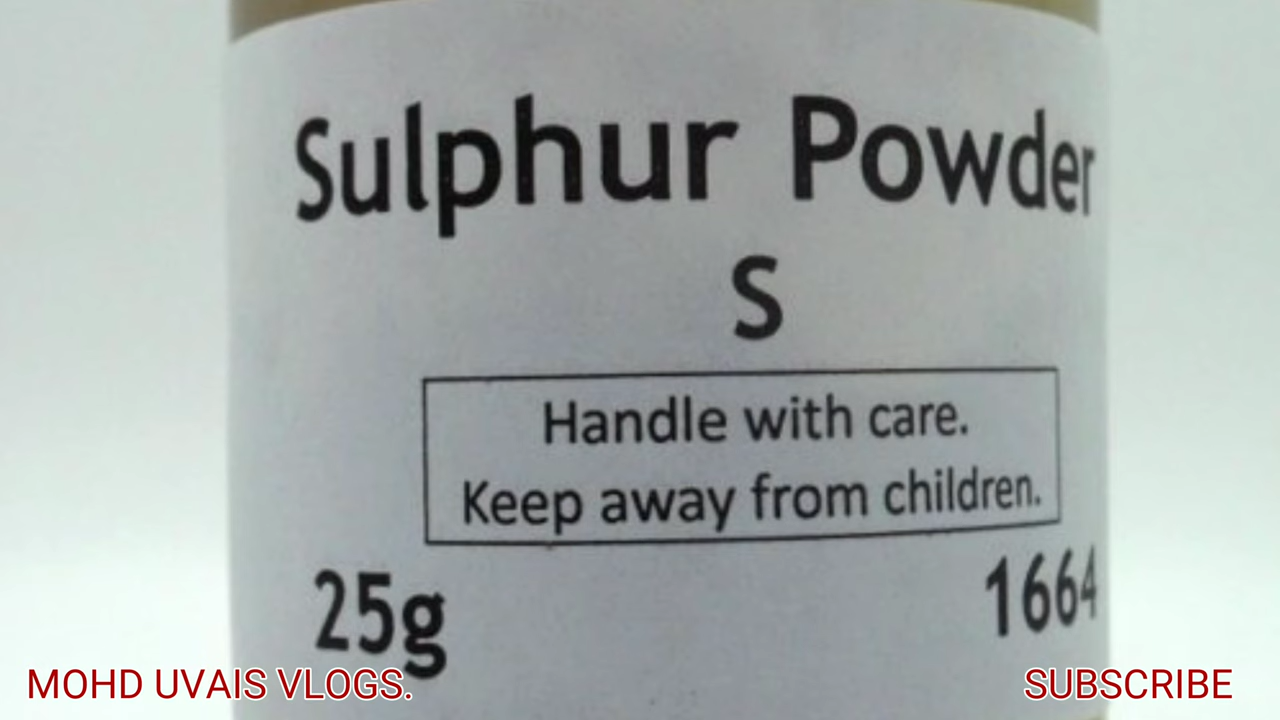 Sulphur Powder
S
Handle with care.
Keep away from children.
25g 1664
MOHD UVAIS VLOGS. SUBSCRIBE